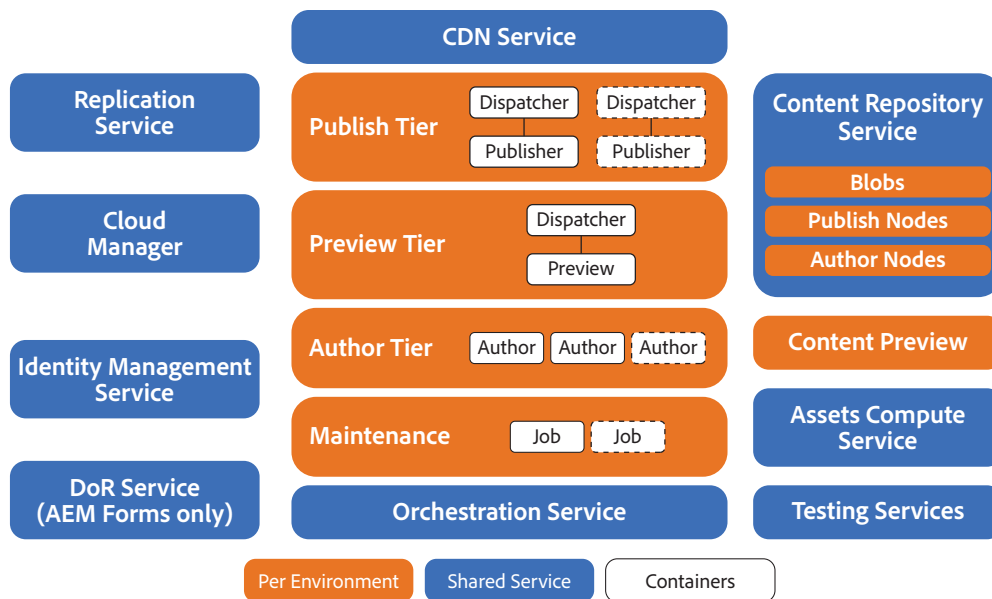 CDN Service
Replication
Service
Cloud
Manager
Identity Management
Service
DoR Service
(AEM Forms only)
Publish Tier
Dispatcher
Dispatcher
Publisher
Publisher
Preview Tier
Dispatcher
Preview
Author Tier
Author
Author
Author
Maintenance
Job
Job
Orchestration Service
Content Repository
Service
Blobs
Publish Nodes
Author Nodes
Content Preview
Assets Compute
Service
Testing Services
Per Environment
Shared Service
Containers